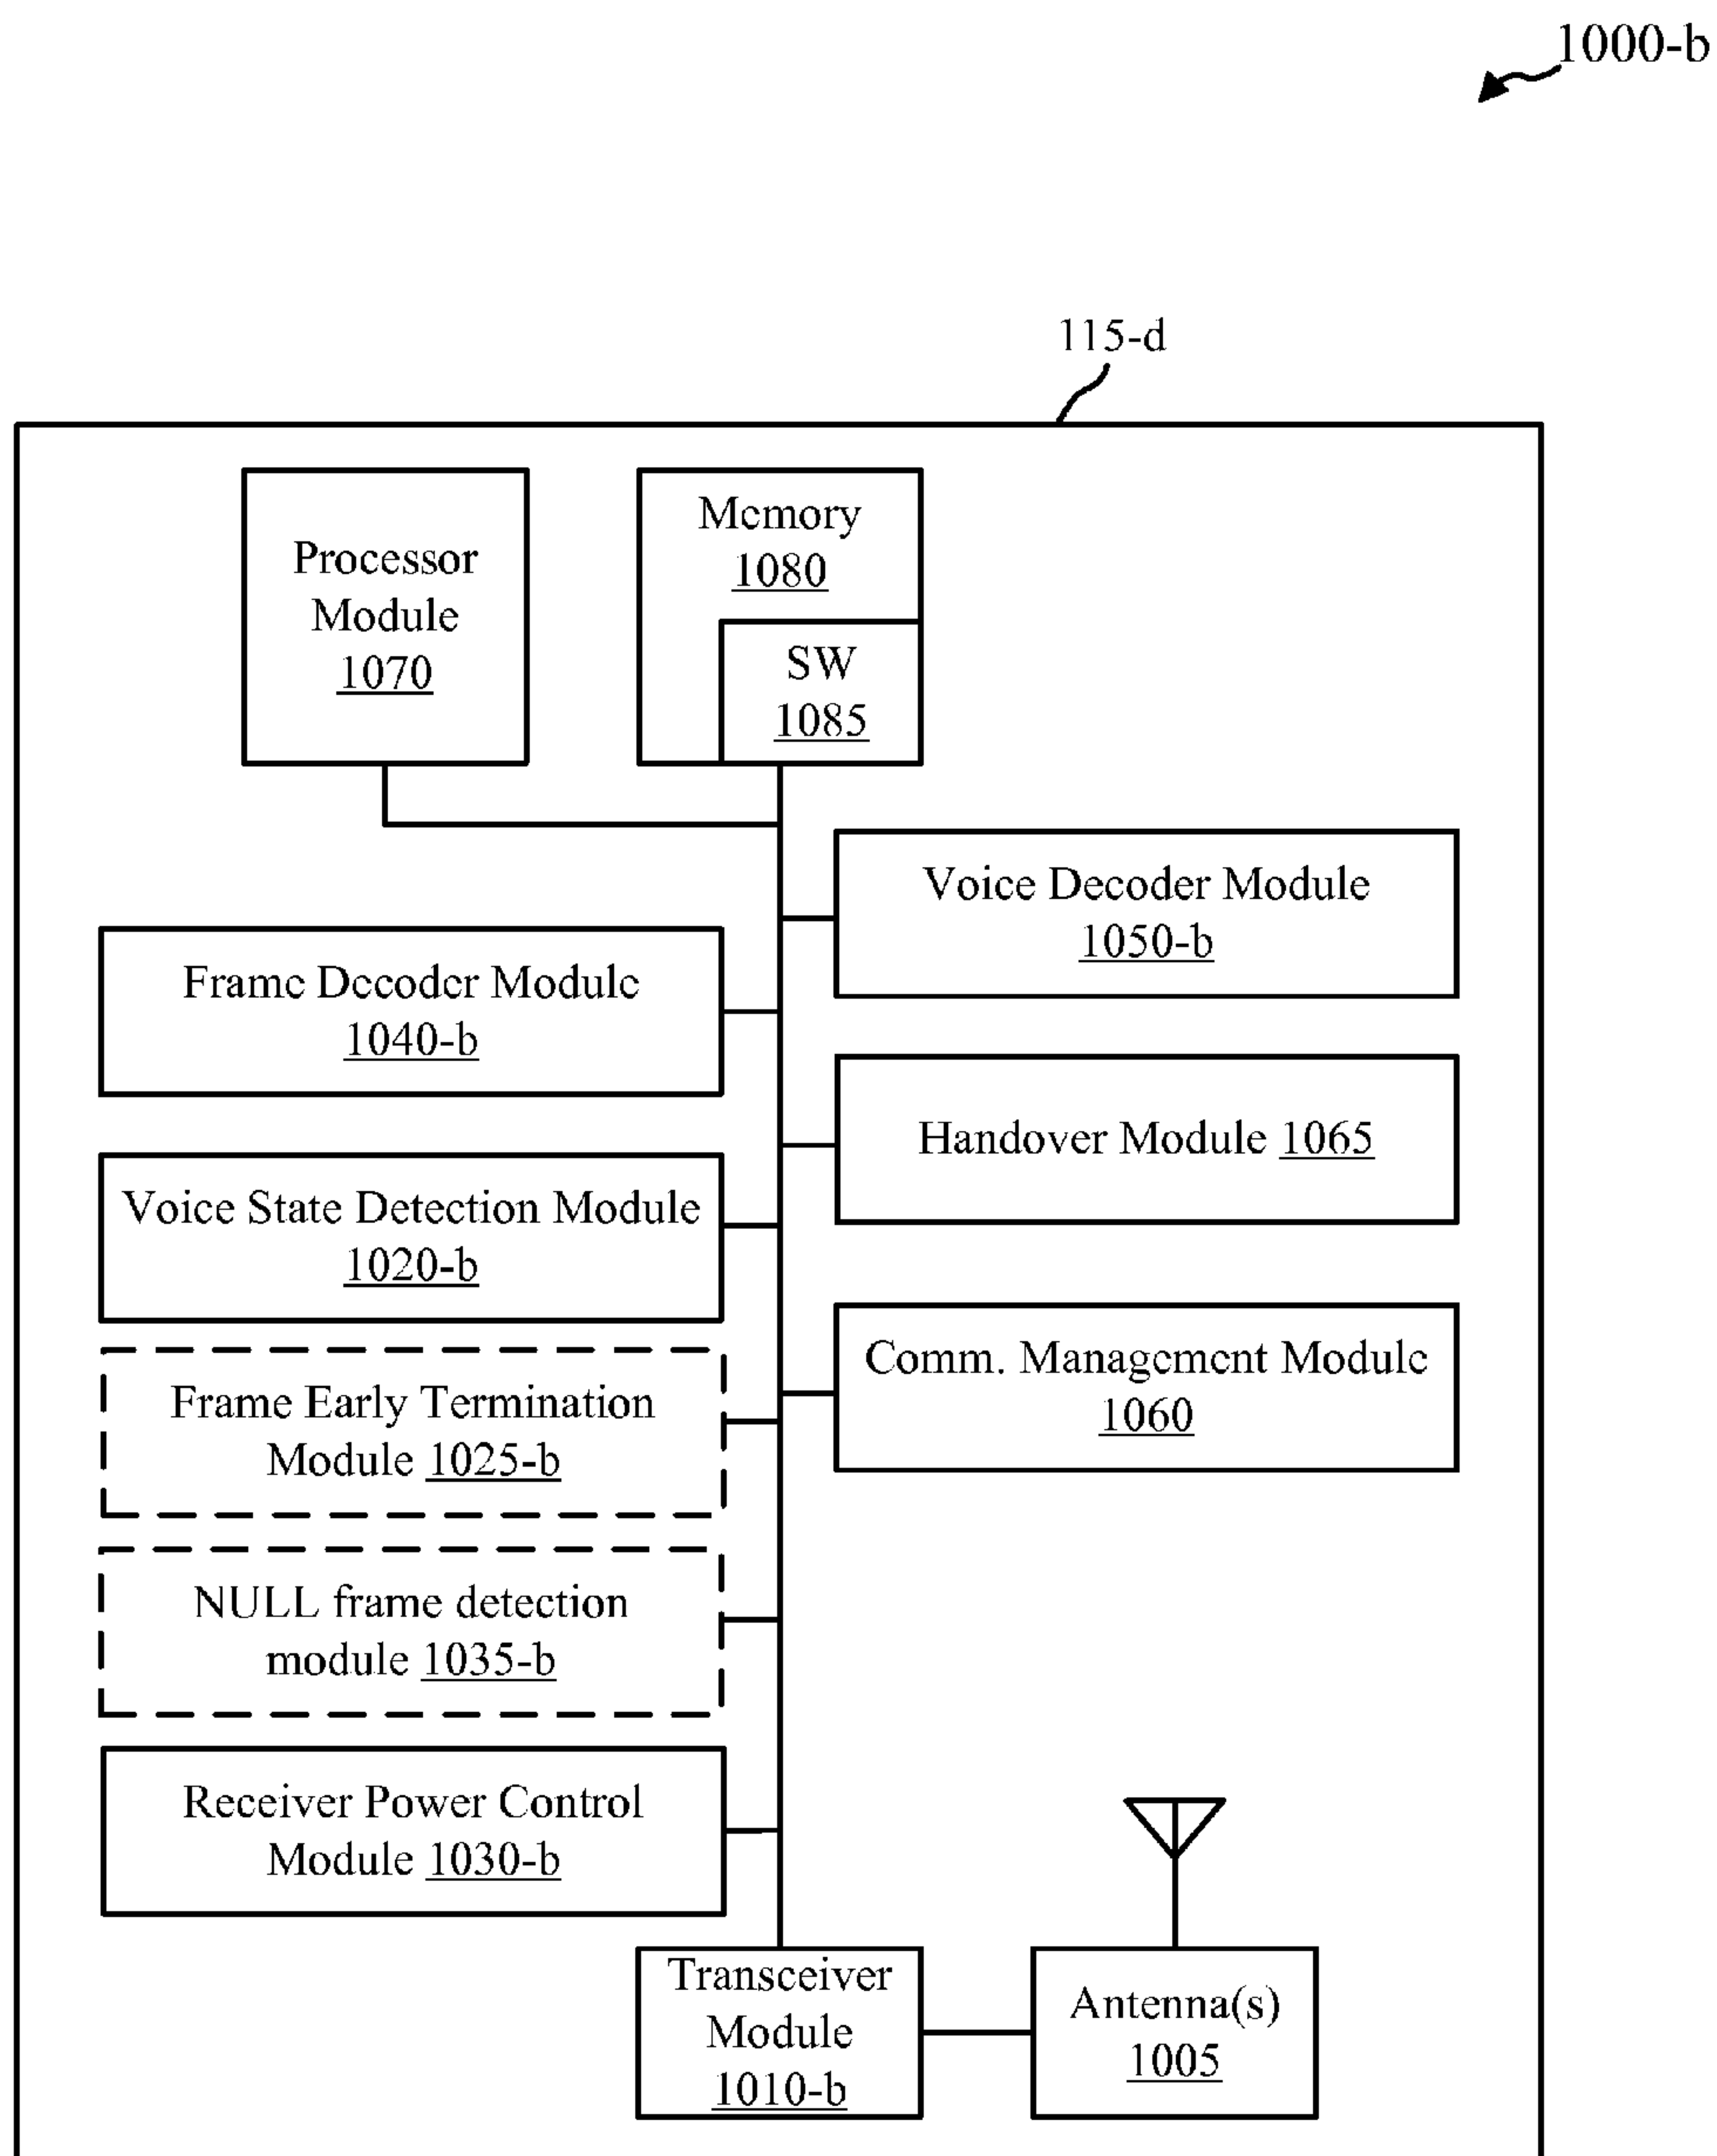 1000-b
115-d
Processor
Module
1070
Memory
1080
SW
1085
Voice Decoder Module
1050-b
Frame Decoder Module
1040-b
Handover Module 1065
Voice State Detection Module
1020-b
Comm. Management Module
1060
Frame Early Termination
Module 1025-b
NULL frame detection
module 1035-b
Receiver Power Control
Module 1030-b
Transceiver
Module
1010-b
Antenna(s)
1005